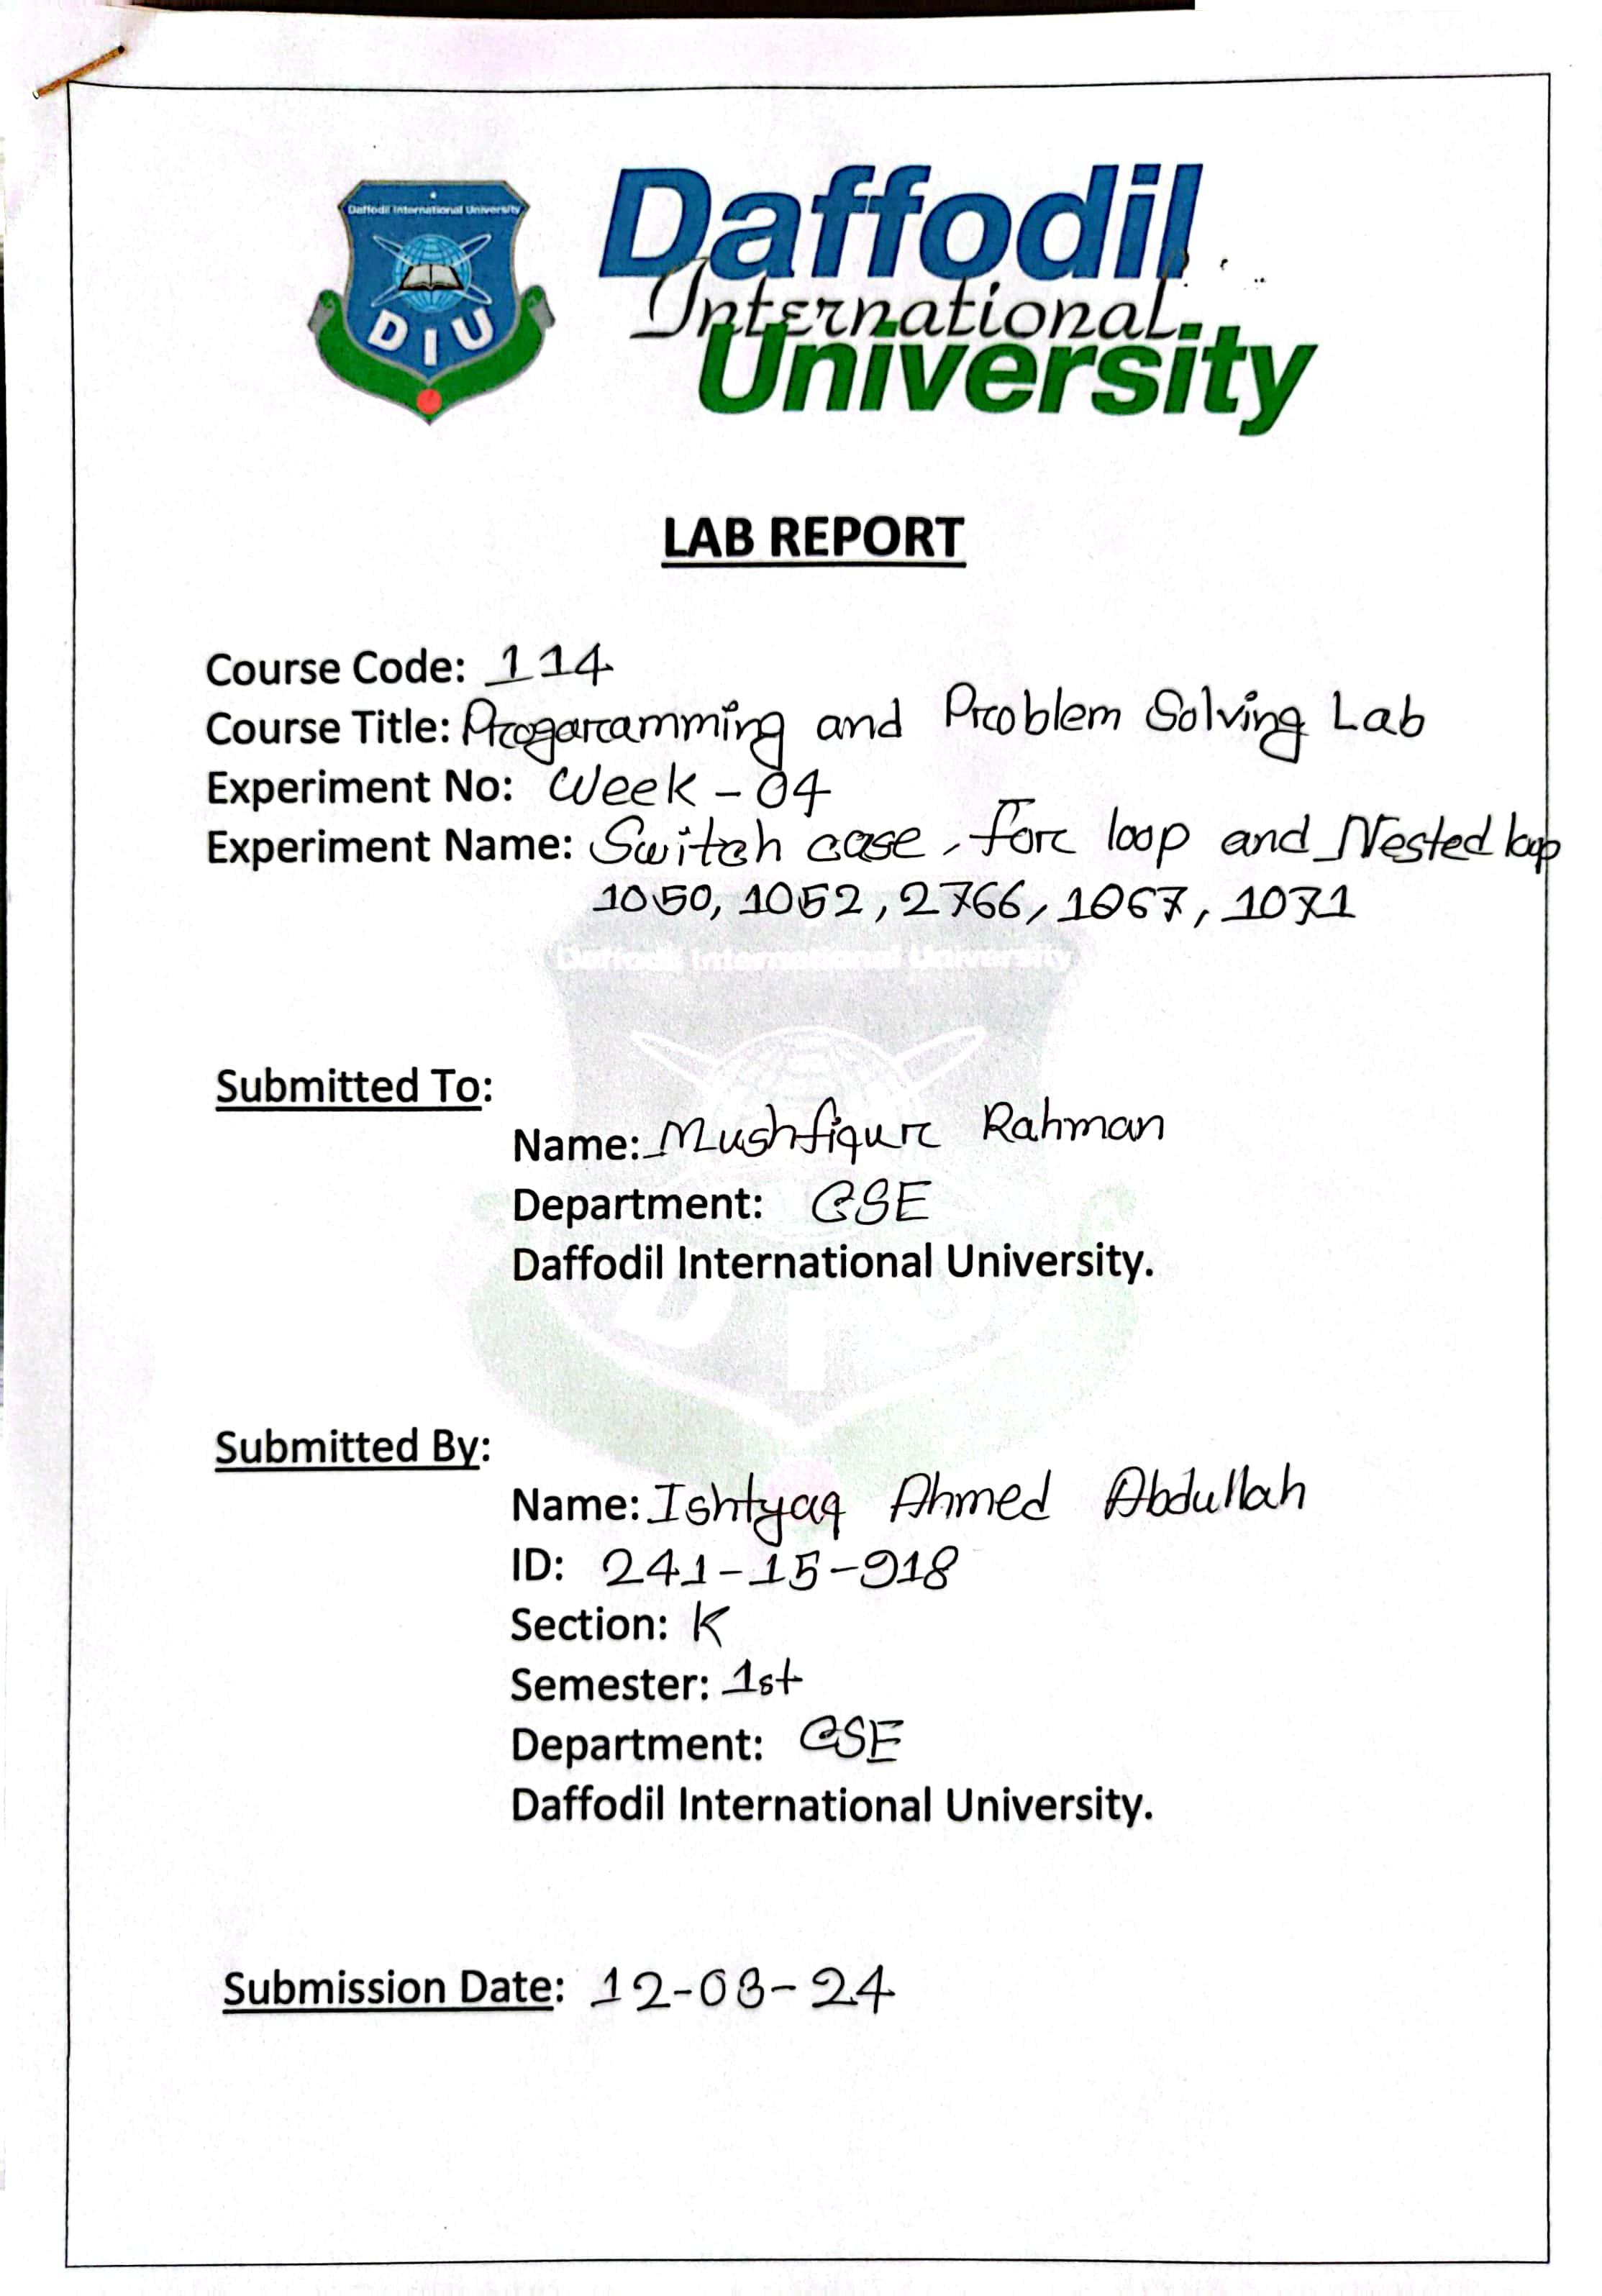 Daffodil International University
DIU
Daffodil
International
University
LAB REPORT
Course Code: 114
Course Title: Progarramming and Problem Solving Lab
Experiment No: Week - 04
Experiment Name: Switch case, for loop and Nested loop
1050, 1052, 2766, 1067, 1071
Daffodil International University
Submitted To:
Name: Mushfiqur Rahman
Department: CSE
Daffodil International University.
DIU
Submitted By:
Name: Ishtyaq Ahmed Abdullah
ID: 241-15-918
Section: K
Semester: 1st
Department: CSE
Daffodil International University.
Submission Date: 12-03-24